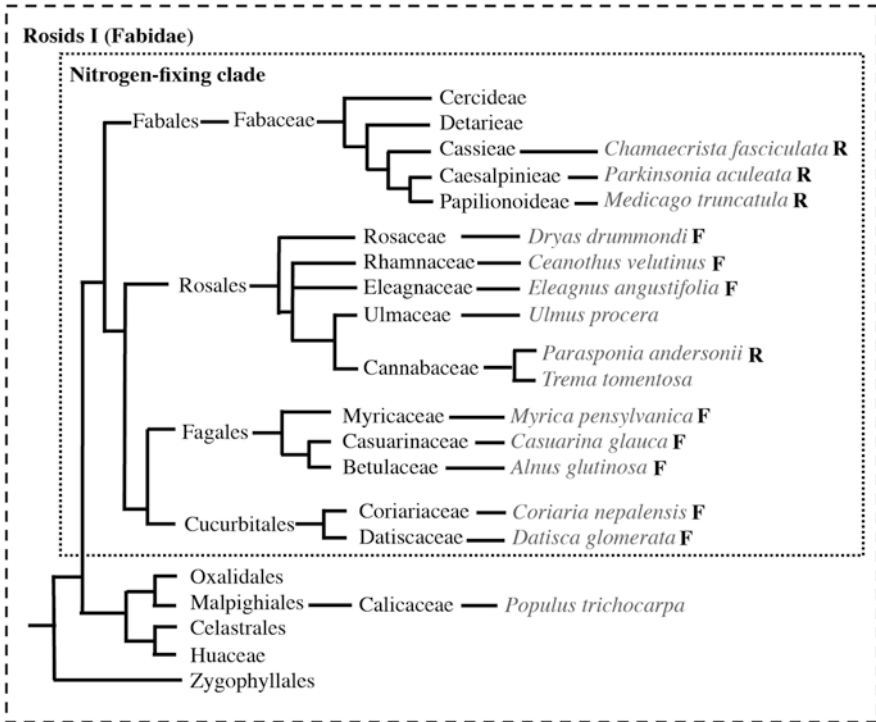 Rosids I (Fabidae)
Nitrogen-fixing clade
Cercideae
Fabales Fabaceae
Detarieae
Cassieae Chamaecrista fasciculata R
Caesalpinieae Parkinsonia aculeata R
Papilionoideae Medicago truncatula R
Rosaceae Dryas drummondi F
Rhamnaceae Ceanothus velutinus F
Rosales Eleagnaceae Eleagnus angustifolia F
Ulmaceae Ulmus procera
Parasponia andersonii R
Cannabaceae
Trema tomentosa
Myricaceae Myrica pensylvanica F
Fagales
Casuarinaceae Casuarina glauca F
Betulaceae Alnus glutinosa F
Coriariaceae Coriaria nepalensis F
Cucurbitales
Datiscaceae Datisca glomerata F
Oxalidales
Malpighiales Calicaceae Populus trichocarpa
Celastrales
Huaceae
Zygophyllales